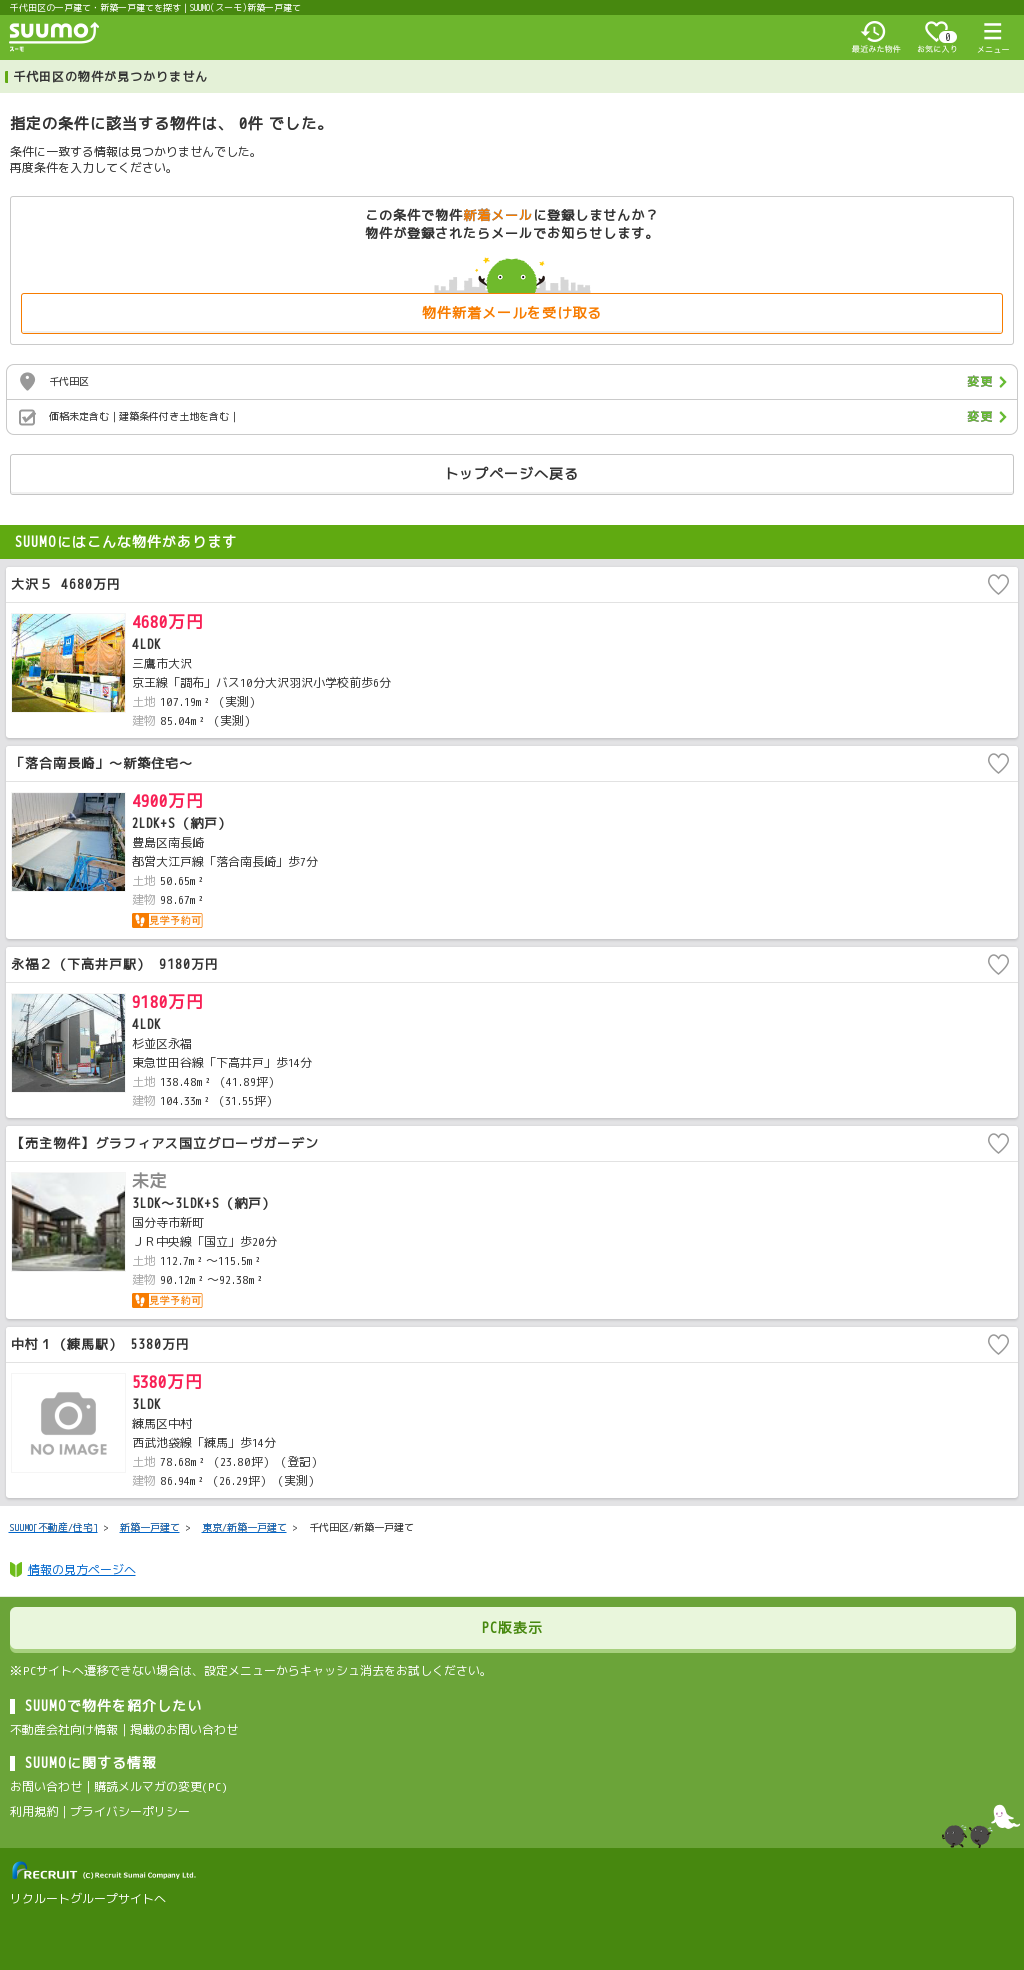 千代田区の一戸建て・新築一戸建てを探す｜SUUMO(スーモ)新築一戸建て
suumo
スーモ
最近みた物件
0
お気に入り
メニュー
千代田区の物件が見つかりません
指定の条件に該当する物件は、 0件 でした。
条件に一致する情報は見つかりませんでした。
再度条件を入力してください。
この条件で物件新着メールに登録しませんか？
物件が登録されたらメールでお知らせします。
物件新着メールを受け取る
千代田区
変更
価格未定含む｜建築条件付き土地を含む｜
変更
トップページへ戻る
SUUMOにはこんな物件があります
大沢５ 4680万円
4680万円
4LDK
三鷹市大沢
京王線「調布」バス10分大沢羽沢小学校前歩6分
土地 107.19m²（実測）
建物 85.04m²（実測）
「落合南長崎」～新築住宅～
4900万円
2LDK+S（納戸）
豊島区南長崎
都営大江戸線「落合南長崎」歩7分
土地 50.65m²
建物 98.67m²
見学予約可
永福２（下高井戸駅） 9180万円
9180万円
4LDK
杉並区永福
東急世田谷線「下高井戸」歩14分
土地 138.48m²（41.89坪）
建物 104.33m²（31.55坪）
【売主物件】グラフィアス国立グローヴガーデン
未定
3LDK～3LDK+S（納戸）
国分寺市新町
ＪＲ中央線「国立」歩20分
土地 112.7m²～115.5m²
建物 90.12m²～92.38m²
見学予約可
中村１（練馬駅） 5380万円
NO IMAGE
5380万円
3LDK
練馬区中村
西武池袋線「練馬」歩14分
土地 78.68m²（23.80坪）（登記）
建物 86.94m²（26.29坪）（実測）
SUUMO[不動産/住宅] > 新築一戸建て > 東京/新築一戸建て > 千代田区/新築一戸建て
情報の見方ページへ
PC版表示
※PCサイトへ遷移できない場合は、設定メニューからキャッシュ消去をお試しください。
SUUMOで物件を紹介したい
不動産会社向け情報｜掲載のお問い合わせ
SUUMOに関する情報
お問い合わせ｜購読メルマガの変更(PC)
利用規約｜プライバシーポリシー
RECRUIT (C)Recruit Sumai Company Ltd.
リクルートグループサイトへ